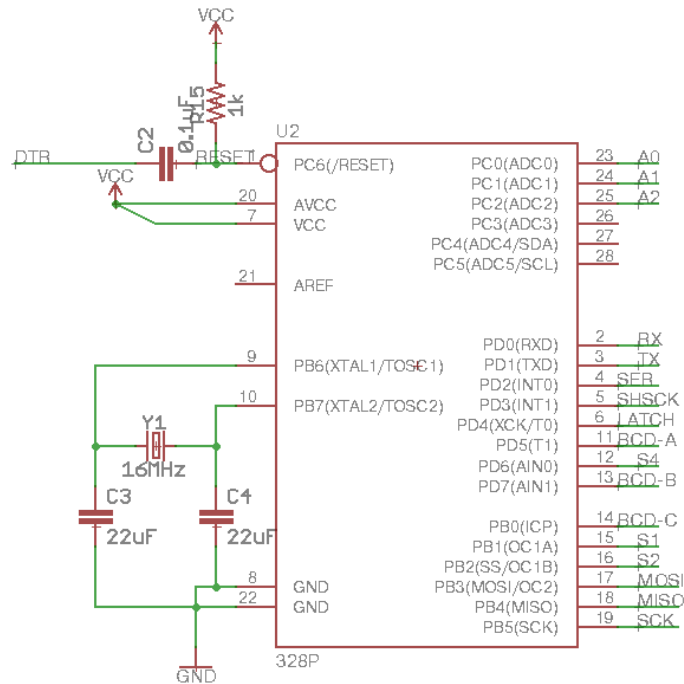 VCC
R15
1k
C2
0.1uF
U2
DTR
RESET
1
PC6(/RESET)
PC0(ADC0)
23
A0
VCC
PC1(ADC1)
24
A1
20
AVCC
PC2(ADC2)
25
A2
7
VCC
PC3(ADC3)
26
PC4(ADC4/SDA)
27
PC5(ADC5/SCL)
28
21
AREF
PD0(RXD)
2
RX
9
PB6(XTAL1/TOSC1)
PD1(TXD)
3
TX
PD2(INT0)
4
SER
10
PB7(XTAL2/TOSC2)
PD3(INT1)
5
SHSCK
PD4(XCK/T0)
6
LATCH
Y1
16MHz
PD5(T1)
11
BCD-A
PD6(AIN0)
12
S4
PD7(AIN1)
13
BCD-B
C3
22uF
C4
22uF
PB0(ICP)
14
BCD-C
PB1(OC1A)
15
S1
PB2(SS/OC1B)
16
S2
8
GND
PB3(MOSI/OC2)
17
MOSI
22
GND
PB4(MISO)
18
MISO
PB5(SCK)
19
SCK
328P
GND